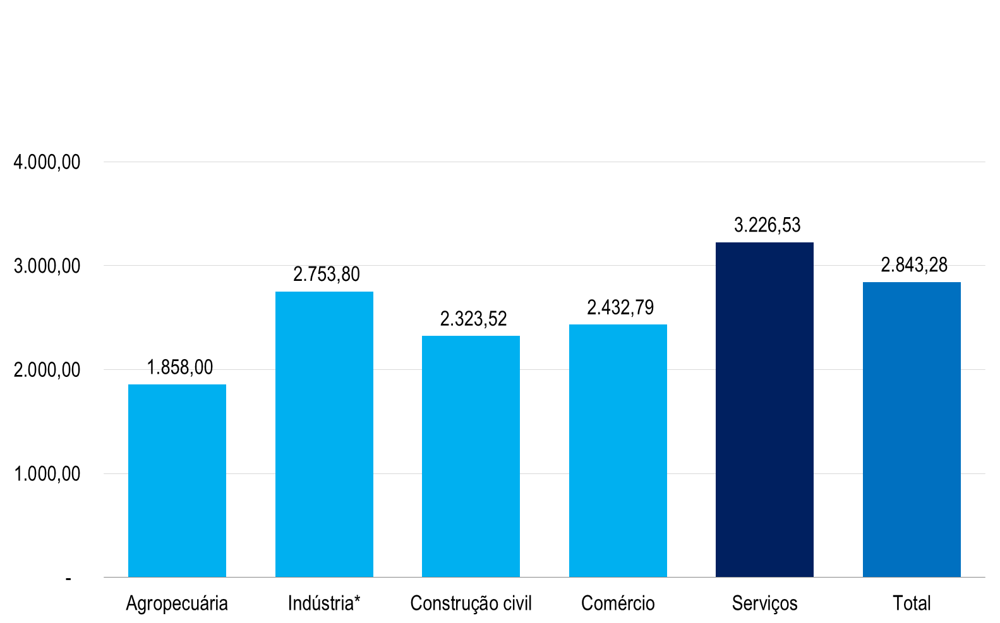 4.000,00
3.226,53
3.000,00
2.843,28
2.753,80
2.432,79
2.323,52
2.000,00
1.858,00
1.000,00
-
Agropecuária
Indústria*
Construção civil
Comércio
Serviços
Total